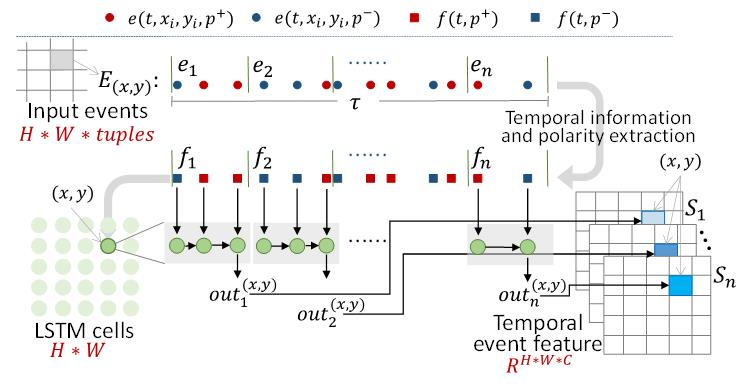 e(t, x_i, y_i, p^+) e(t, x_i, y_i, p^-) f(t, p^+) f(t, p^-)
e_1 e_2 ...... e_n
E_(x,y):
τ
Input events
H * W * tuples
Temporal information
and polarity extraction
f_1 f_2 ...... f_n
(x, y)
(x, y)
S_1
......
S_n
out_1^(x,y)
out_2^(x,y)
out_n^(x,y)
LSTM cells
H * W
Temporal
event feature
R^H*W*C